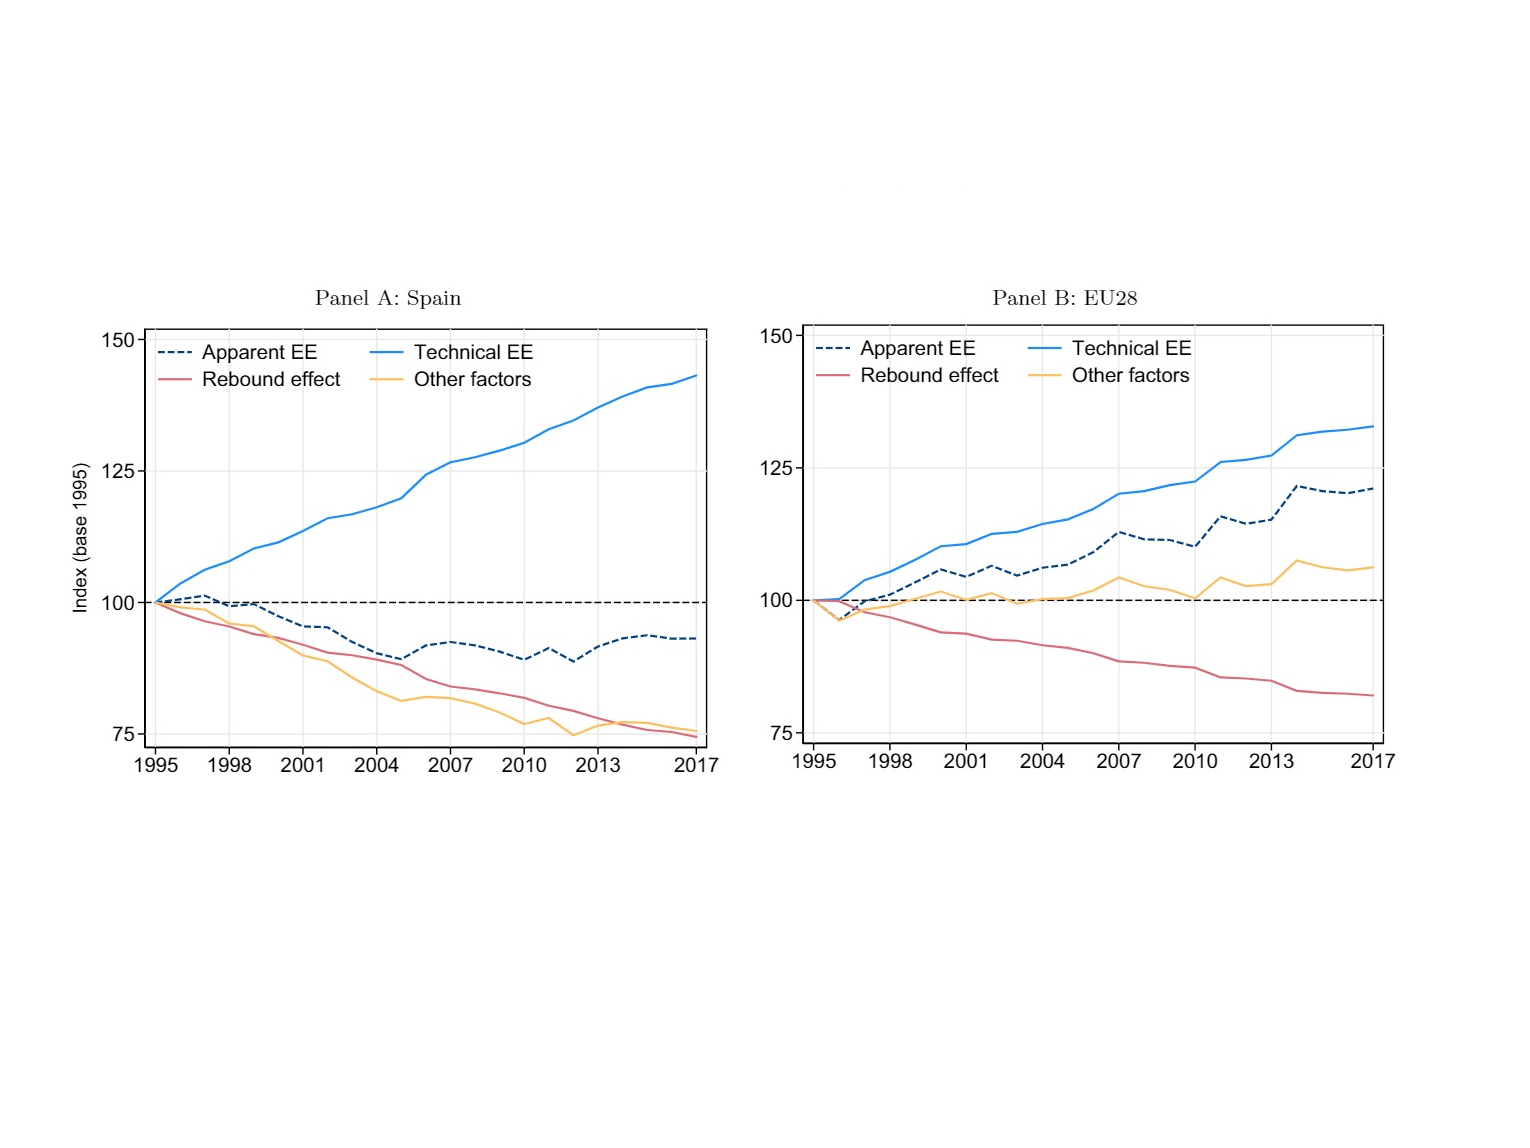 Panel A: Spain
150
125
100
75
Index (base 1995)
Apparent EE
Technical EE
Rebound effect
Other factors
1995 1998 2001 2004 2007 2010 2013 2017
Panel B: EU28
150
125
100
75
Apparent EE
Technical EE
Rebound effect
Other factors
1995 1998 2001 2004 2007 2010 2013 2017